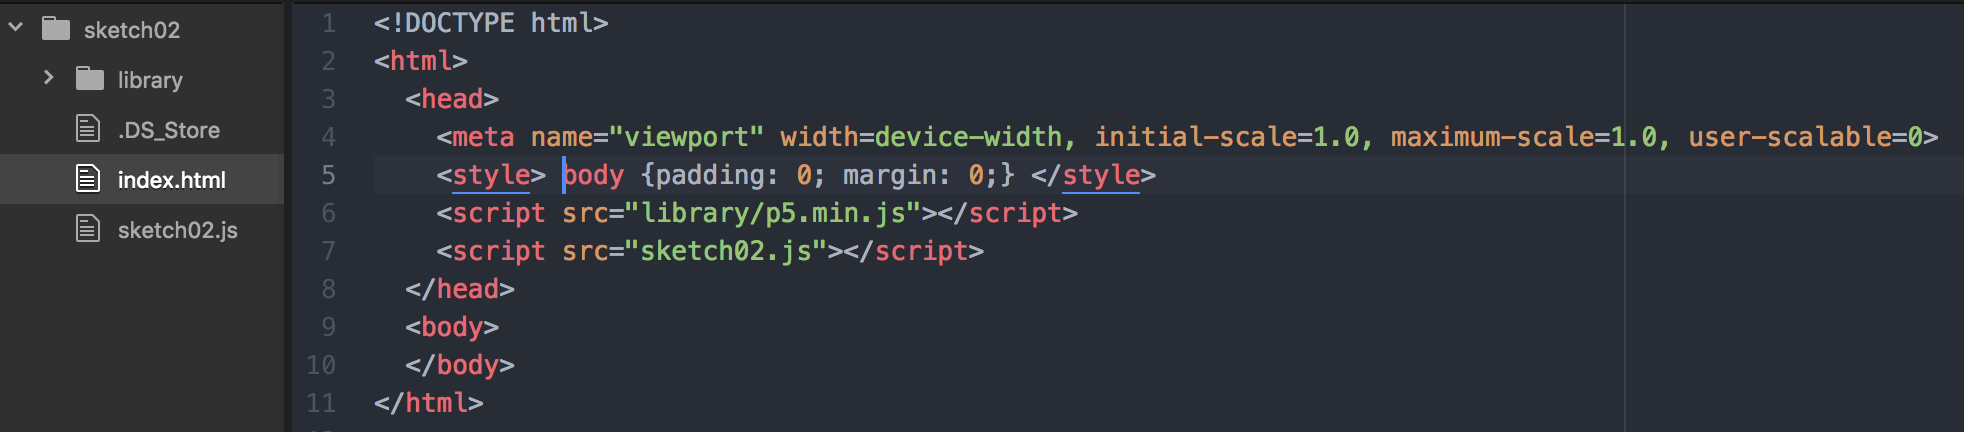 sketch02
library
.DS_Store
index.html
sketch02.js
1 <!DOCTYPE html>
2 <html>
3 <head>
4 <meta name="viewport" width=device-width, initial-scale=1.0, maximum-scale=1.0, user-scalable=0>
5 <style> body {padding: 0; margin: 0;} </style>
6 <script src="library/p5.min.js"></script>
7 <script src="sketch02.js"></script>
8 </head>
9 <body>
10 </body>
11 </html>